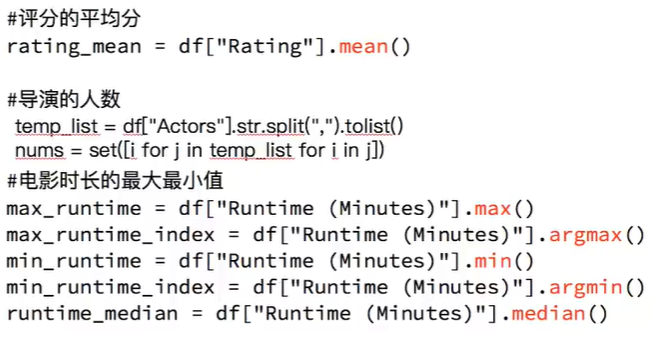 #评分的平均分
rating_mean = df["Rating"].mean()
#导演的人数
temp_list = df["Actors"].str.split(",").tolist()
nums = set([i for j in temp_list for i in j])
#电影时长的最大最小值
max_runtime = df["Runtime (Minutes)"].max()
max_runtime_index = df["Runtime (Minutes)"].argmax()
min_runtime = df["Runtime (Minutes)"].min()
min_runtime_index = df["Runtime (Minutes)"].argmin()
runtime_median = df["Runtime (Minutes)"].median()